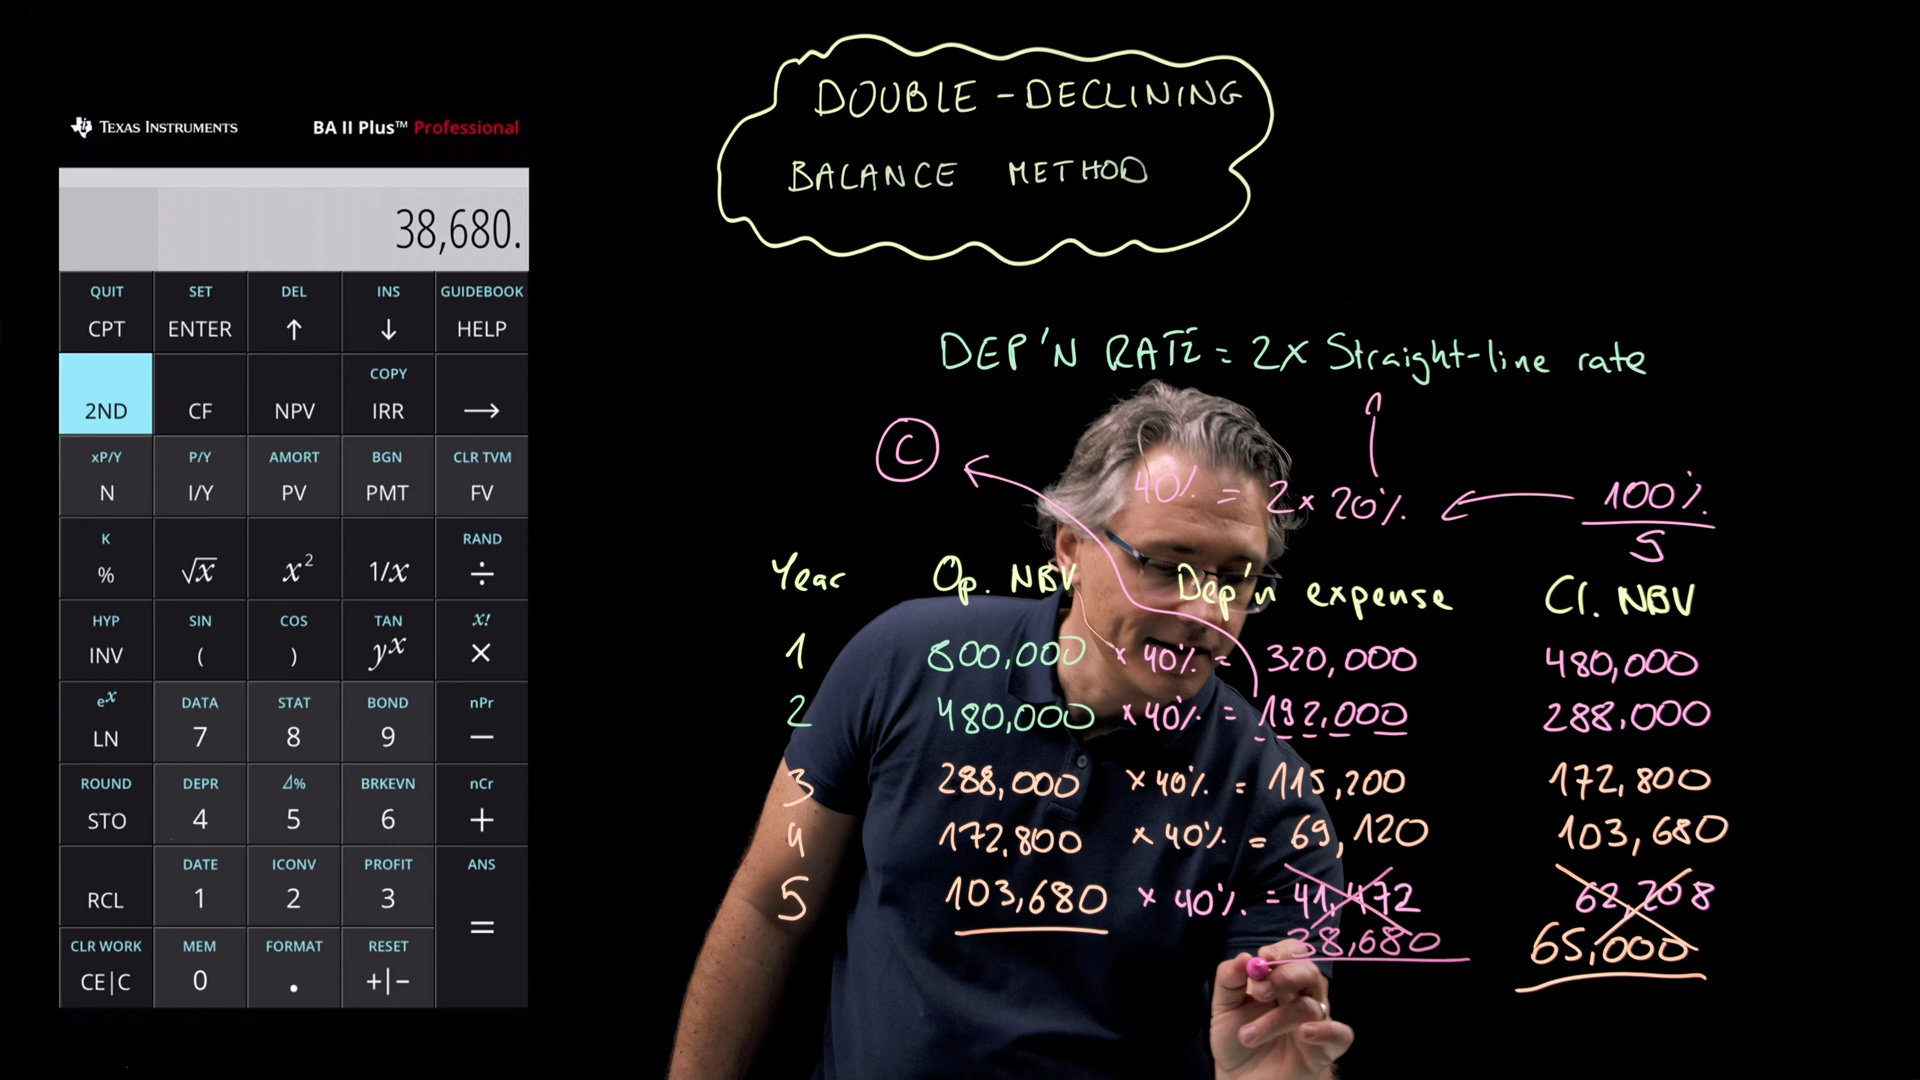 TEXAS INSTRUMENTS BA II Plus™ Professional
38,680.
QUIT SET DEL INS GUIDEBOOK
CPT ENTER ↑ ↓ HELP
COPY
2ND CF NPV IRR →
xP/Y P/Y AMORT BGN CLR TVM
N I/Y PV PMT FV
K RAND
% √x x² 1/x ÷
HYP SIN COS TAN x!
INV ( ) yˣ ×
eˣ DATA STAT BOND nPr
LN 7 8 9 −
ROUND DEPR Δ% BRKEVN nCr
STO 4 5 6 +
DATE ICONV PROFIT ANS
RCL 1 2 3 =
CLR WORK MEM FORMAT RESET
CE|C 0 . +|−
DOUBLE - DECLINING
BALANCE METHOD
DEP'N RATE = 2x Straight-line rate
C
40% = 2 x 20% ← 100%
5
Year Op. NBV Dep'n expense Cl. NBV
1 800,000 x 40% = 320,000 480,000
2 480,000 x 40% = 192,000 288,000
3 288,000 x 40% = 115,200 172,800
4 172,800 x 40% = 69,120 103,680
5 103,680 x 40% = 41,472 62,208
38,680 65,000